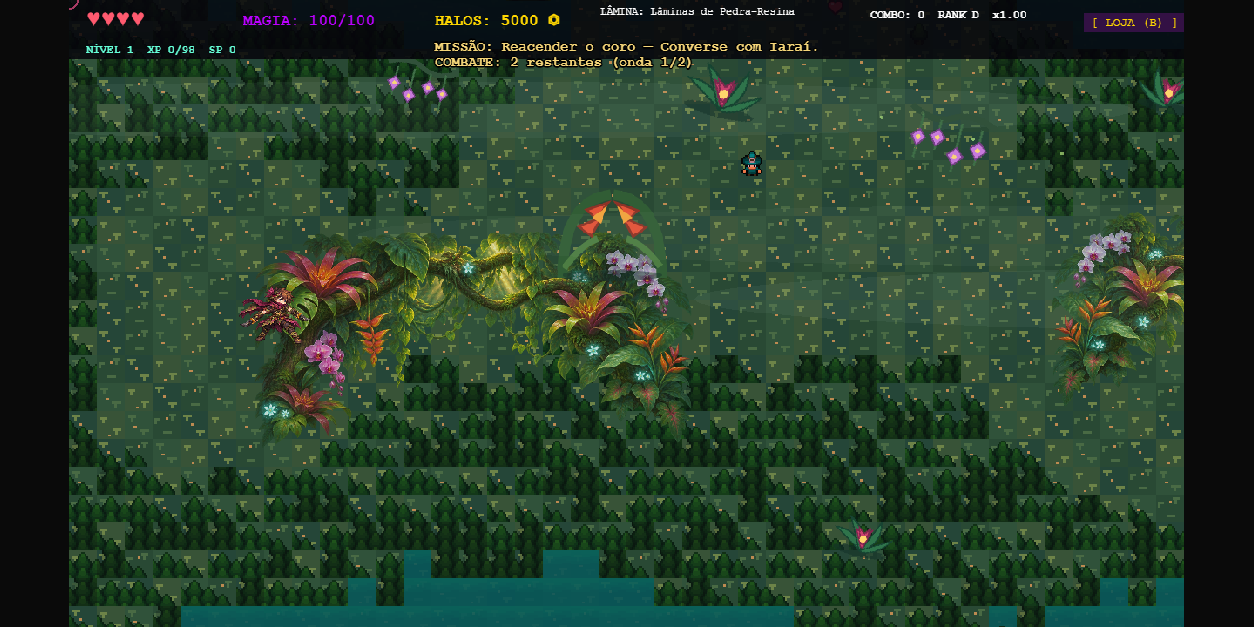 MAGIA: 100/100
HALOS: 5000
LÂMINA: Lâminas de Pedra-Resina
COMBO: 0 RANK D x1.00
[ LOJA (B) ]
NÍVEL 1 XP 0/98 SP 0
MISSÃO: Reacender o coro — Converse com Iaraí.
COMBATE: 2 restantes (onda 1/2)